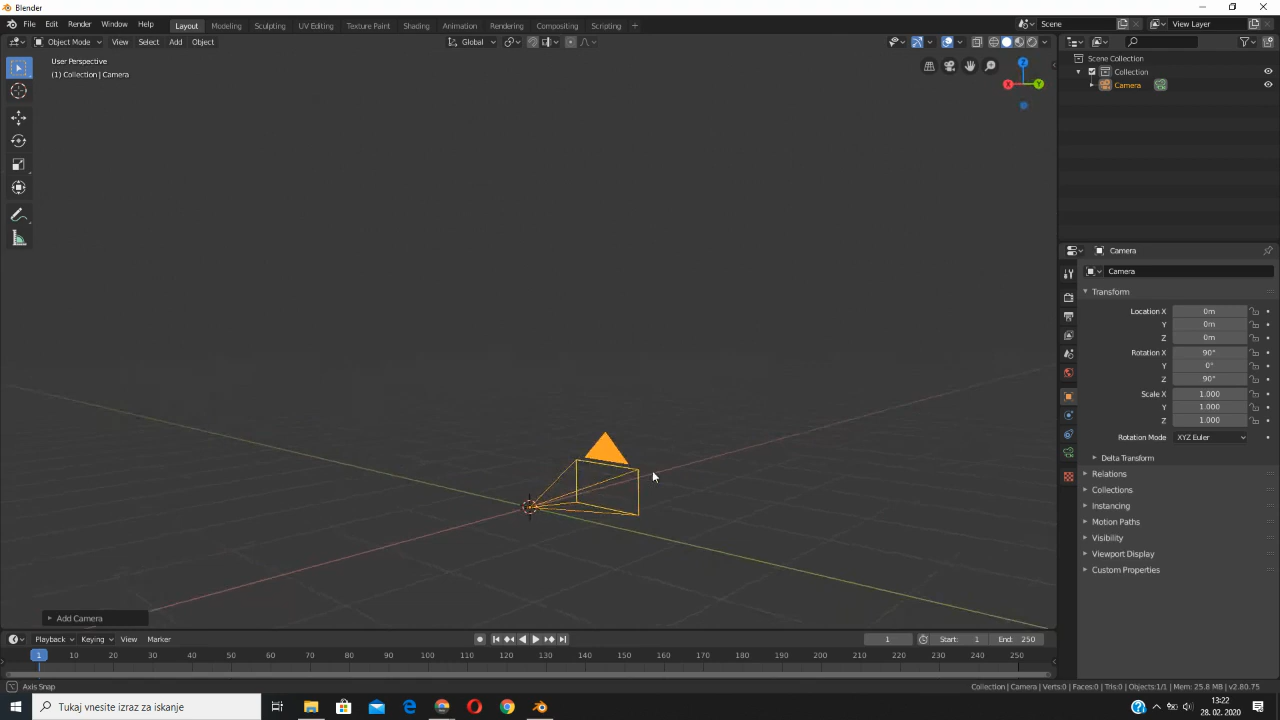 Blender
File Edit Render Window Help Layout Modeling Sculpting UV Editing Texture Paint Shading Animation Rendering Compositing Scripting + Scene View Layer
Object Mode View Select Add Object Global
User Perspective
(1) Collection | Camera
Z
X
Y
Scene Collection
Collection
Camera
Camera
Camera
Transform
Location X 0m
Y 0m
Z 0m
Rotation X 90°
Y 0°
Z 90°
Scale X 1.000
Y 1.000
Z 1.000
Rotation Mode XYZ Euler
Delta Transform
Relations
Collections
Instancing
Motion Paths
Visibility
Viewport Display
Custom Properties
Add Camera
Playback Keying View Marker 1 Start: 1 End: 250
1 10 20 30 40 50 60 70 80 90 100 110 120 130 140 150 160 170 180 190 200 210 220 230 240 250
Axis Snap
Collection | Camera | Verts:0 | Faces:0 | Tris:0 | Objects:1/1 | Mem: 25.8 MB | v2.80.75
Tukaj vnesite izraz za iskanje
13:22
28. 02. 2020